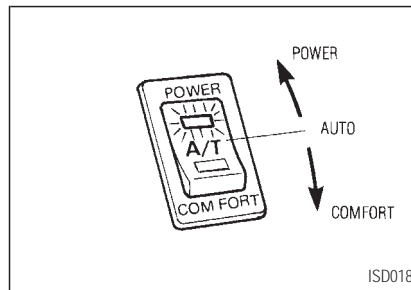 POWER
POWER
A/T
AUTO
COM FORT
COMFORT
ISD018